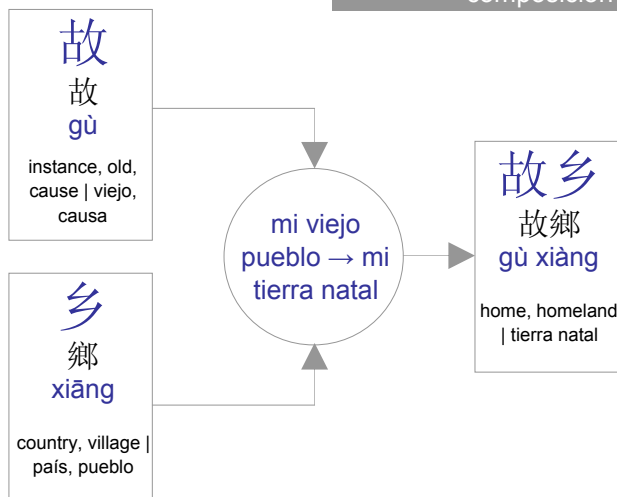 composición
故
故
gù
instance, old,
cause | viejo,
causa
乡
鄉
xiāng
country, village |
país, pueblo
mi viejo
pueblo → mi
tierra natal
故乡
故鄉
gù xiàng
home, homeland
| tierra natal